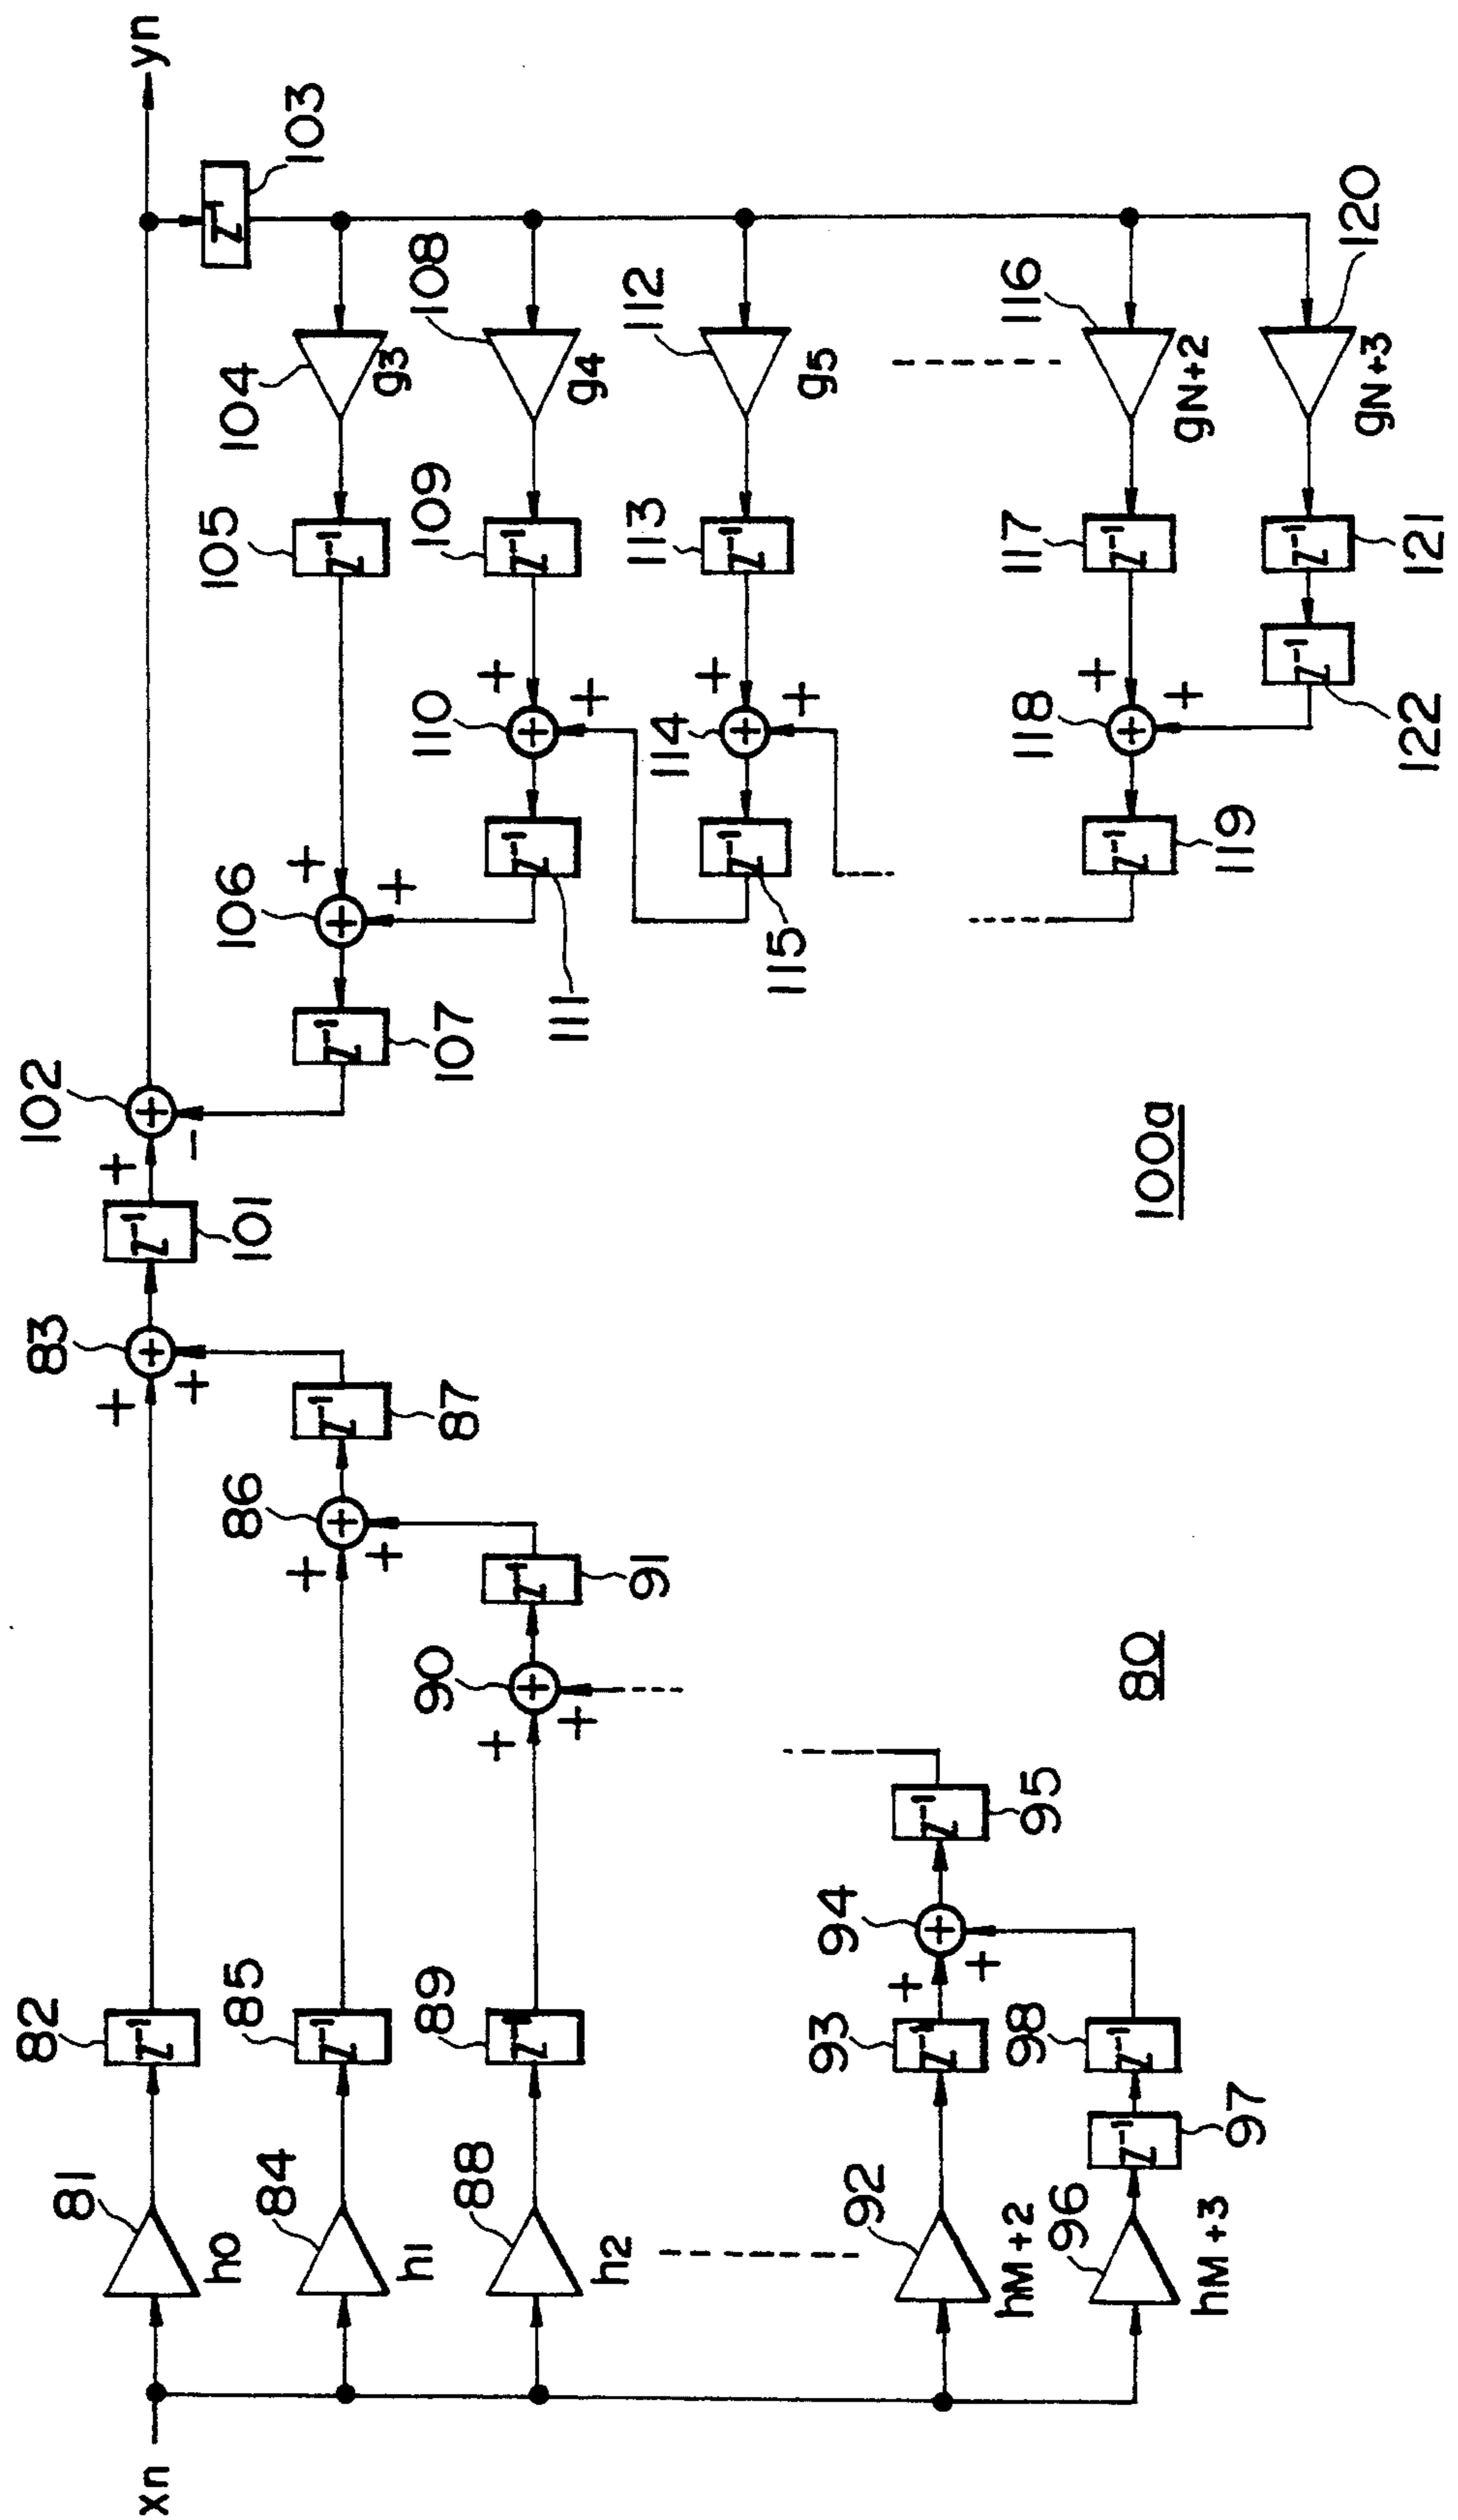 xn
yn
81
h0
82
Z⁻¹
83
+
+
+
101
Z⁻¹
102
+
+
−
103
Z⁻¹
84
h1
85
Z⁻¹
86
+
+
+
87
Z⁻¹
107
Z⁻¹
106
+
+
+
105
Z⁻¹
104
g3
88
h2
89
Z⁻¹
90
+
+
+
91
Z⁻¹
111
Z⁻¹
110
+
+
+
109
Z⁻¹
108
g4
115
Z⁻¹
114
+
+
+
113
Z⁻¹
112
g5
92
hM+2
93
Z⁻¹
94
+
+
+
95
Z⁻¹
96
hM+3
97
Z⁻¹
98
Z⁻¹
119
Z⁻¹
118
+
+
+
117
Z⁻¹
116
gN+2
122
Z⁻¹
121
Z⁻¹
120
gN+3
80
100a